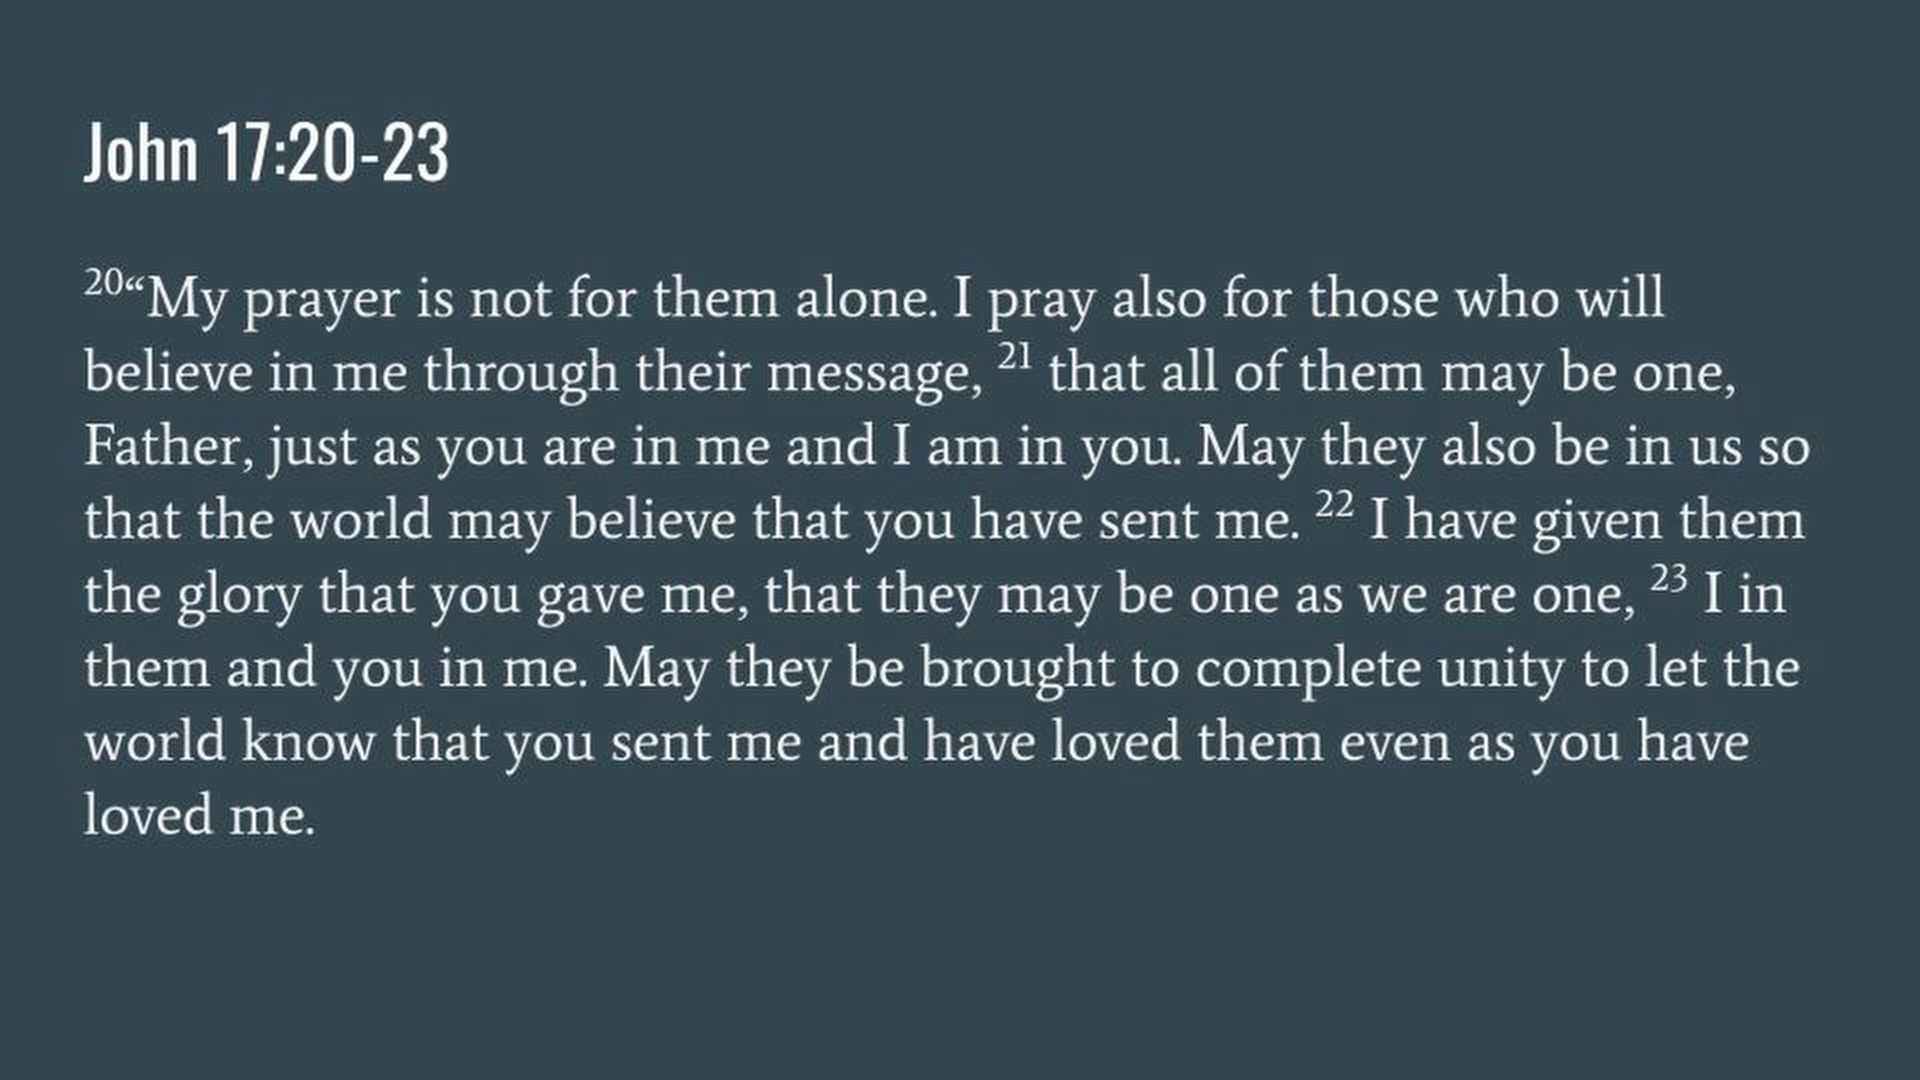 John 17:20-23
20“My prayer is not for them alone. I pray also for those who will
believe in me through their message, 21 that all of them may be one,
Father, just as you are in me and I am in you. May they also be in us so
that the world may believe that you have sent me. 22 I have given them
the glory that you gave me, that they may be one as we are one, 23 I in
them and you in me. May they be brought to complete unity to let the
world know that you sent me and have loved them even as you have
loved me.